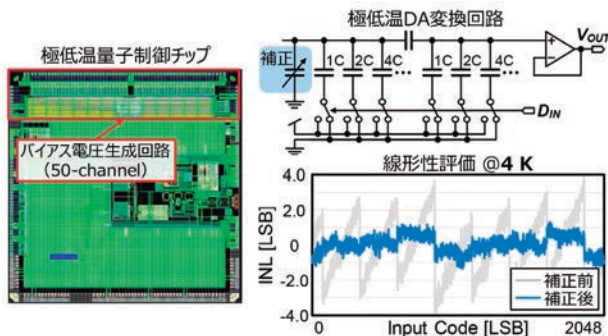 極低温量子制御チップ
バイアス電圧生成回路
(50-channel)
極低温DA変換回路
補正
1C 2C 4C ⋯ 1C 2C 4C ⋯
VOUT
DIN
線形性評価 @4 K
INL [LSB]
4.0
2.0
0
-2.0
-4.0
補正前
補正後
0 Input Code [LSB] 2048